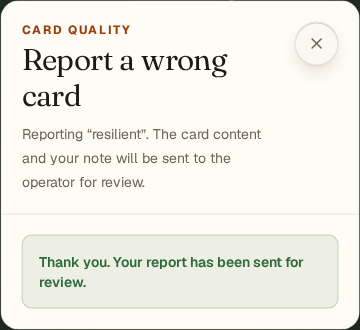 CARD QUALITY
Report a wrong
card
Reporting “resilient”. The card content
and your note will be sent to the
operator for review.
Thank you. Your report has been sent for
review.